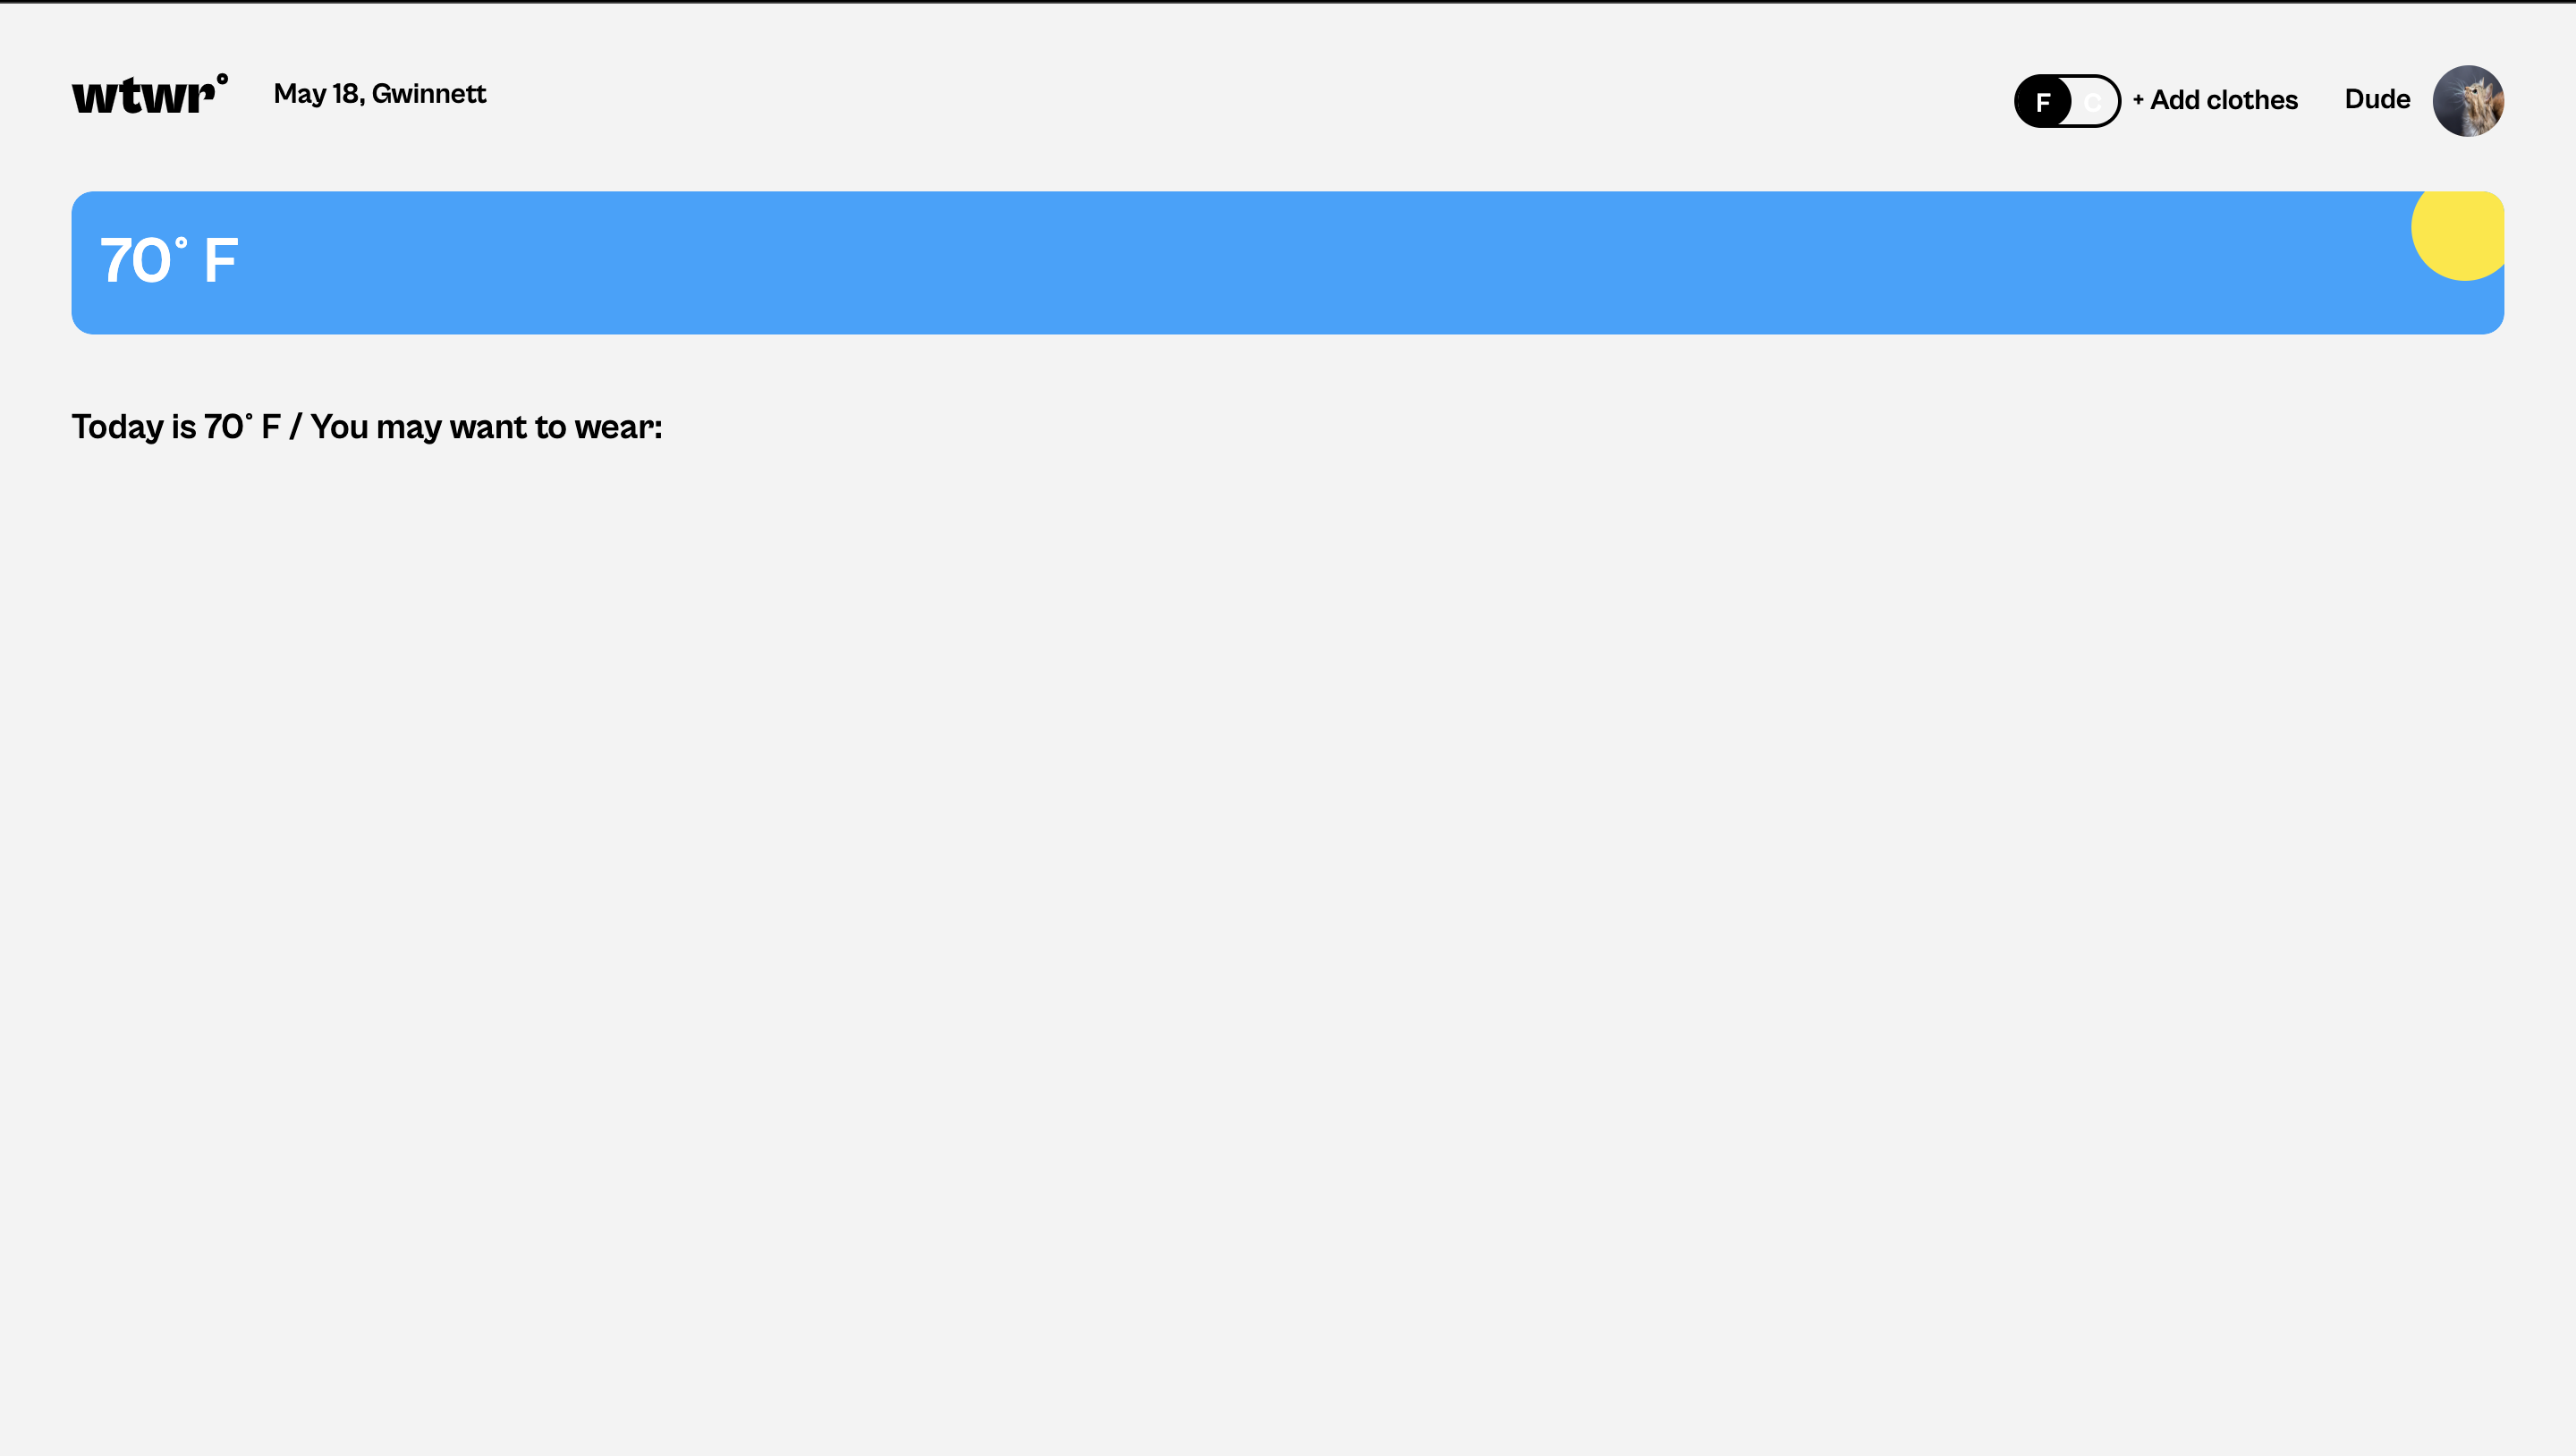 wtwr°
May 18, Gwinnett
F C
+ Add clothes
Dude
70° F
Today is 70° F / You may want to wear: